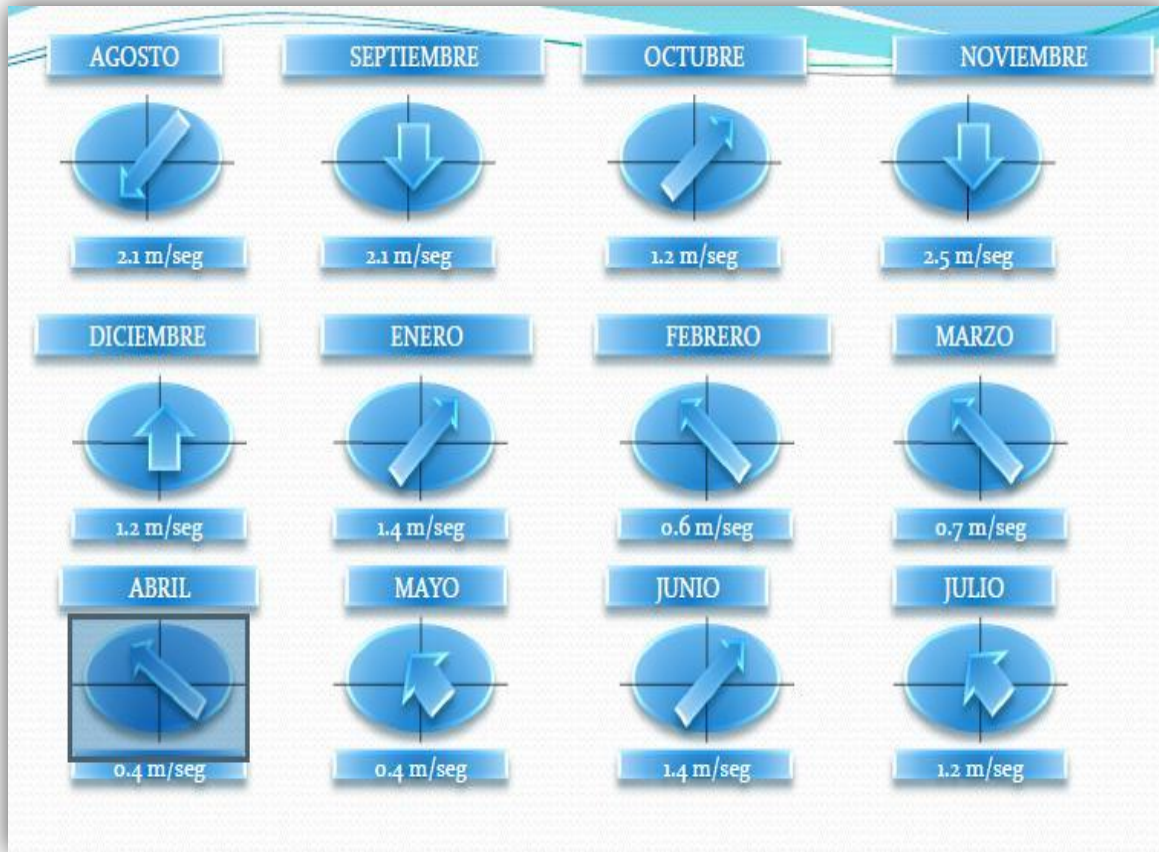 AGOSTO
SEPTIEMBRE
OCTUBRE
NOVIEMBRE
2.1 m/seg
2.1 m/seg
1.2 m/seg
2.5 m/seg
DICIEMBRE
ENERO
FEBRERO
MARZO
1.2 m/seg
1.4 m/seg
0.6 m/seg
0.7 m/seg
ABRIL
MAYO
JUNIO
JULIO
0.4 m/seg
0.4 m/seg
1.4 m/seg
1.2 m/seg